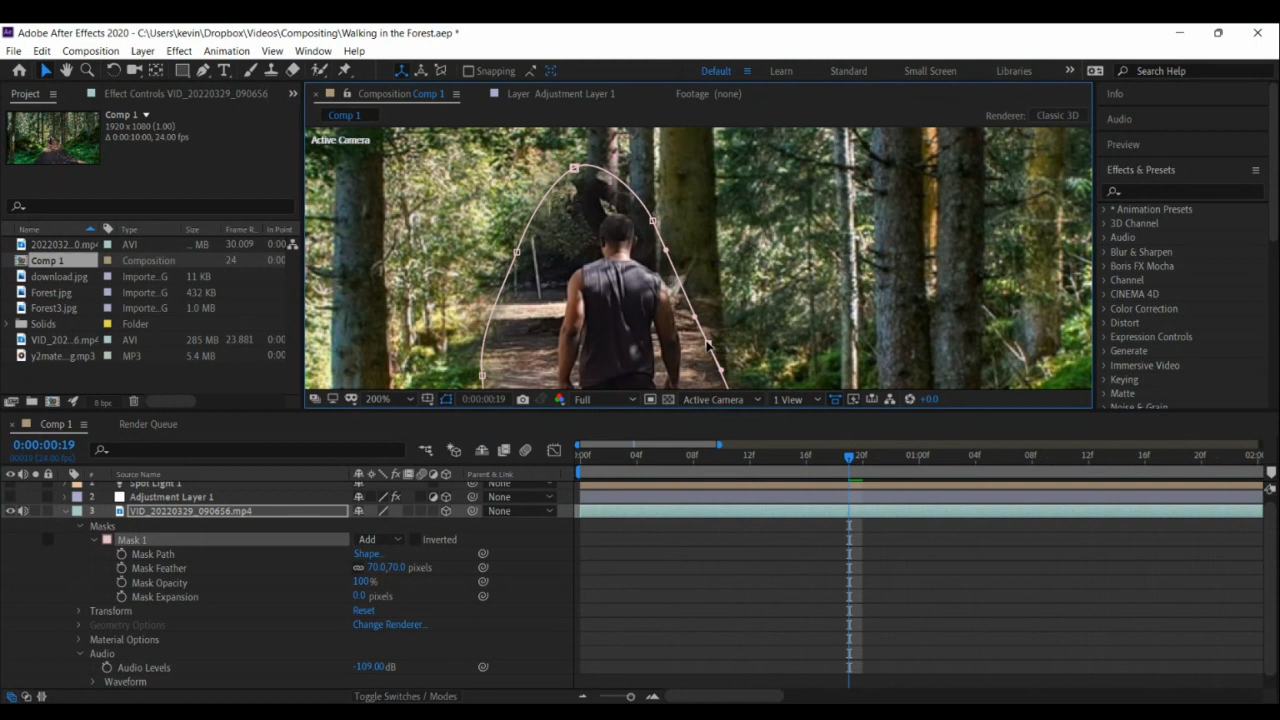 Adobe After Effects 2020 - C:\Users\kevin\Dropbox\Videos\Compositing\Walking in the Forest.aep *
File Edit Composition Layer Effect Animation View Window Help
Snapping Default Learn Standard Small Screen Libraries Search Help
Project Effect Controls VID_20220329_090656
Composition Comp 1 Layer Adjustment Layer 1 Footage (none)
Comp 1 Renderer: Classic 3D
Active Camera
Comp 1
1920 x 1080 (1.00)
Δ 0:00:10:00, 24.00 fps
Name Type Size Frame R... In Point
2022032...0.mp4 AVI ... MB 30.009
Comp 1 Composition 24 0:00
download.jpg Importe...G 11 KB
Forest.jpg Importe...G 432 KB
Forest3.jpg Importe...G 1.0 MB
Solids Folder
VID_202...6.mp4 AVI 285 MB 23.881 0:00
y2mate...g.mp3 MP3 5.4 MB 0:00
8 bpc
200% 0:00:00:19 Full Active Camera 1 View +0.0
Info
Audio
Preview
Effects & Presets
* Animation Presets
3D Channel
Audio
Blur & Sharpen
Boris FX Mocha
Channel
CINEMA 4D
Color Correction
Distort
Expression Controls
Generate
Immersive Video
Keying
Matte
Noise & Grain
Comp 1 Render Queue
0:00:00:19
00019 (24.00 fps)
:00f 04f 08f 12f 16f 20f 01:00f 04f 08f 12f 16f 20f 02:0
# Source Name Parent & Link
Spot Light 1 None
2 Adjustment Layer 1 fx None
3 VID_20220329_090656.mp4 None
Masks
Mask 1 Add Inverted
Mask Path Shape...
Mask Feather 70.0,70.0 pixels
Mask Opacity 100%
Mask Expansion 0.0 pixels
Transform Reset
Geometry Options Change Renderer...
Material Options
Audio
Audio Levels -109.00 dB
Waveform
Toggle Switches / Modes